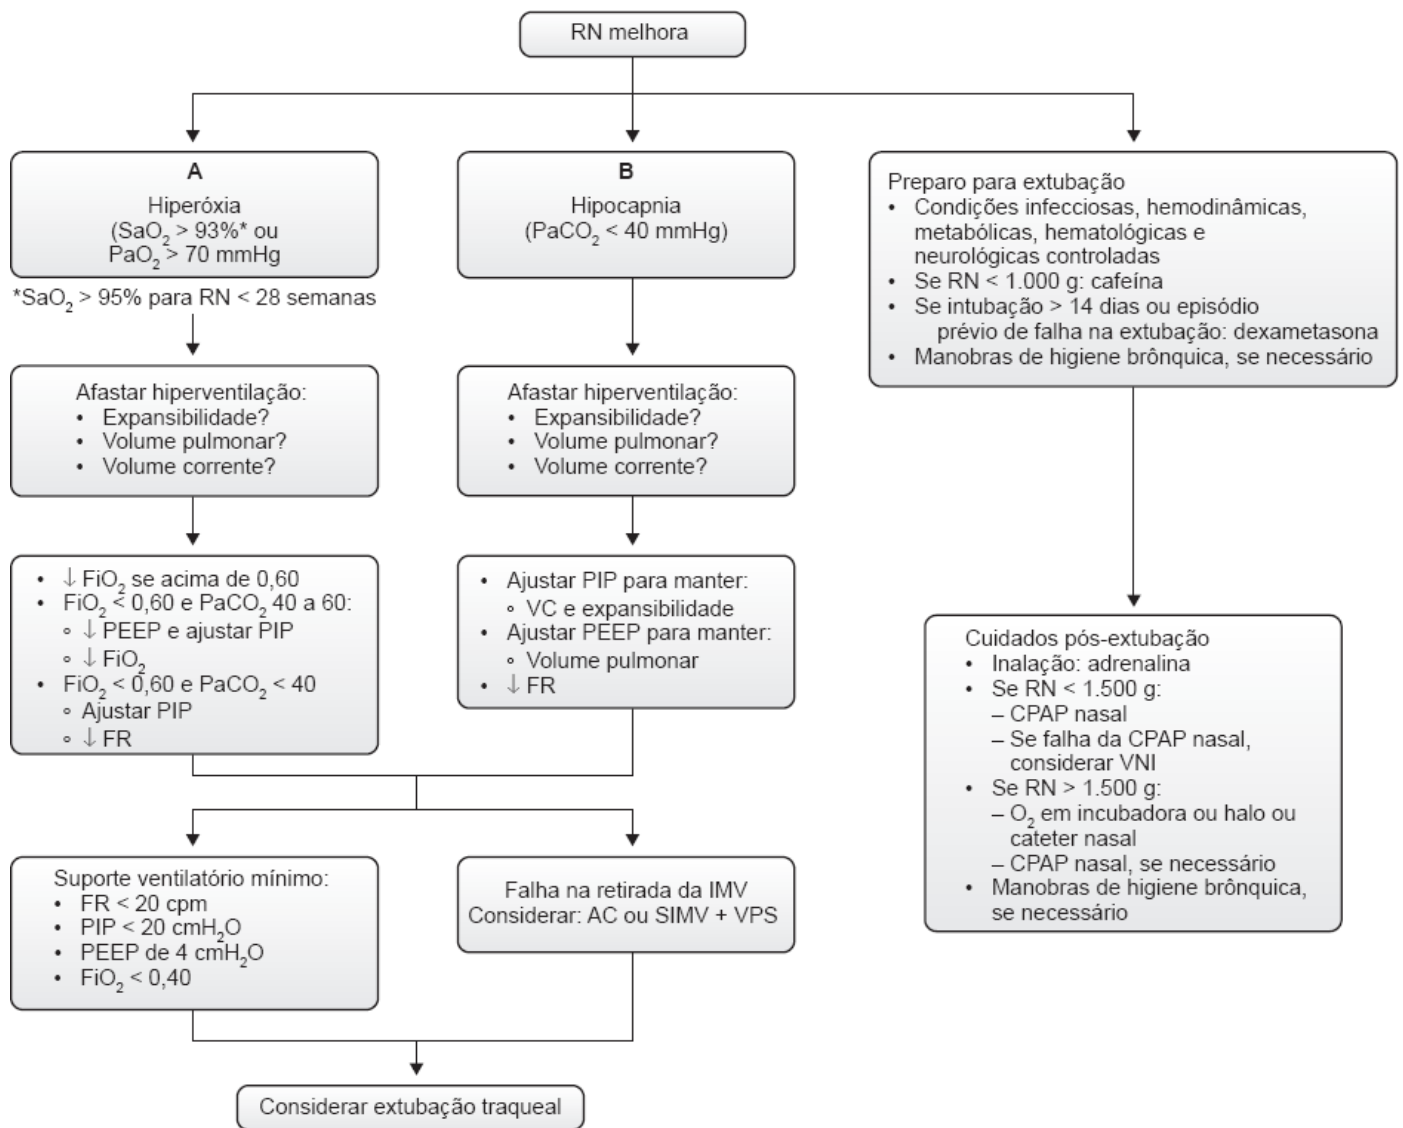 RN melhora
A
Hiperóxia
(SaO₂ > 93%* ou
PaO₂ > 70 mmHg
*SaO₂ > 95% para RN < 28 semanas
Afastar hiperventilação:
• Expansibilidade?
• Volume pulmonar?
• Volume corrente?
• ↓ FiO₂ se acima de 0,60
• FiO₂ < 0,60 e PaCO₂ 40 a 60:
∘ ↓ PEEP e ajustar PIP
∘ ↓ FiO₂
• FiO₂ < 0,60 e PaCO₂ < 40
∘ Ajustar PIP
∘ ↓ FR
B
Hipocapnia
(PaCO₂ < 40 mmHg)
Afastar hiperventilação:
• Expansibilidade?
• Volume pulmonar?
• Volume corrente?
• Ajustar PIP para manter:
∘ VC e expansibilidade
• Ajustar PEEP para manter:
∘ Volume pulmonar
• ↓ FR
Suporte ventilatório mínimo:
• FR < 20 cpm
• PIP < 20 cmH₂O
• PEEP de 4 cmH₂O
• FiO₂ < 0,40
Falha na retirada da IMV
Considerar: AC ou SIMV + VPS
Considerar extubação traqueal
Preparo para extubação
• Condições infecciosas, hemodinâmicas,
metabólicas, hematológicas e
neurológicas controladas
• Se RN < 1.000 g: cafeína
• Se intubação > 14 dias ou episódio
prévio de falha na extubação: dexametasona
• Manobras de higiene brônquica, se necessário
Cuidados pós-extubação
• Inalação: adrenalina
• Se RN < 1.500 g:
– CPAP nasal
– Se falha da CPAP nasal,
considerar VNI
• Se RN > 1.500 g:
– O₂ em incubadora ou halo ou
cateter nasal
– CPAP nasal, se necessário
• Manobras de higiene brônquica,
se necessário